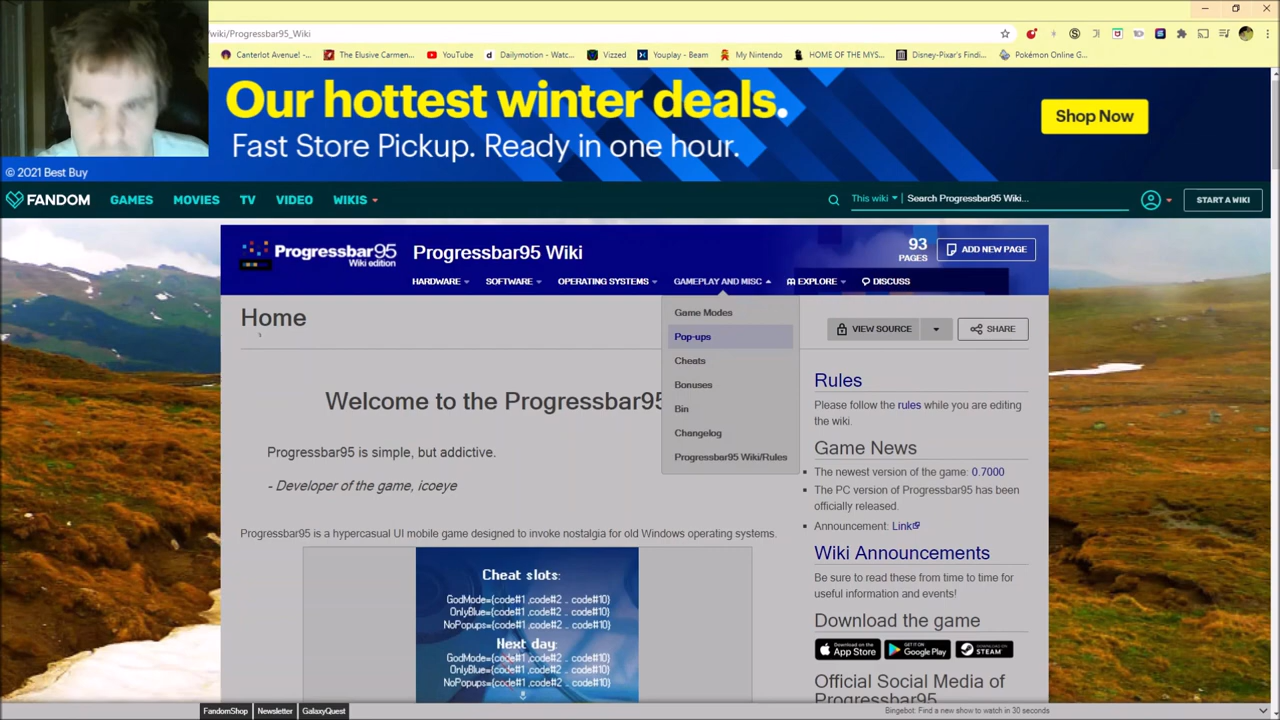 /wiki/Progressbar95_Wiki
Canterlot Avenue! -...
The Elusive Carmen...
YouTube
Dailymotion - Watc...
Vizzed
Youplay - Beam
My Nintendo
HOME OF THE MYS...
Disney-Pixar's Findi...
Pokémon Online G...
Our hottest winter deals.
Fast Store Pickup. Ready in one hour.
Shop Now
© 2021 Best Buy
FANDOM
GAMES
MOVIES
TV
VIDEO
WIKIS
This wiki
Search Progressbar95 Wiki...
START A WIKI
Progressbar95
Wiki edition
Progressbar95 Wiki
93
PAGES
ADD NEW PAGE
HARDWARE
SOFTWARE
OPERATING SYSTEMS
GAMEPLAY AND MISC
EXPLORE
DISCUSS
Game Modes
Pop-ups
Cheats
Bonuses
Bin
Changelog
Progressbar95 Wiki/Rules
Home
VIEW SOURCE
SHARE
Welcome to the Progressbar95
Progressbar95 is simple, but addictive.
- Developer of the game, icoeye
Progressbar95 is a hypercasual UI mobile game designed to invoke nostalgia for old Windows operating systems.
Cheat slots:
GodMode=(code#1 ,code#2 .. code#10)
OnlyBlue=(code#1 ,code#2 .. code#10)
NoPopups=(code#1 ,code#2 .. code#10)
Next day:
GodMode=(code#1 ,code#2 .. code#10)
OnlyBlue=(code#1 ,code#2 .. code#10)
NoPopups=(code#1 ,code#2 .. code#10)
Rules
Please follow the rules while you are editing
the wiki.
Game News
The newest version of the game: 0.7000
The PC version of Progressbar95 has been
officially released.
Announcement: Link
Wiki Announcements
Be sure to read these from time to time for
useful information and events!
Download the game
Download on the
App Store
GET IT ON
Google Play
STEAM
Official Social Media of
Progressbar95
FandomShop
Newsletter
GalaxyQuest
Bingebot: Find a new show to watch in 30 seconds